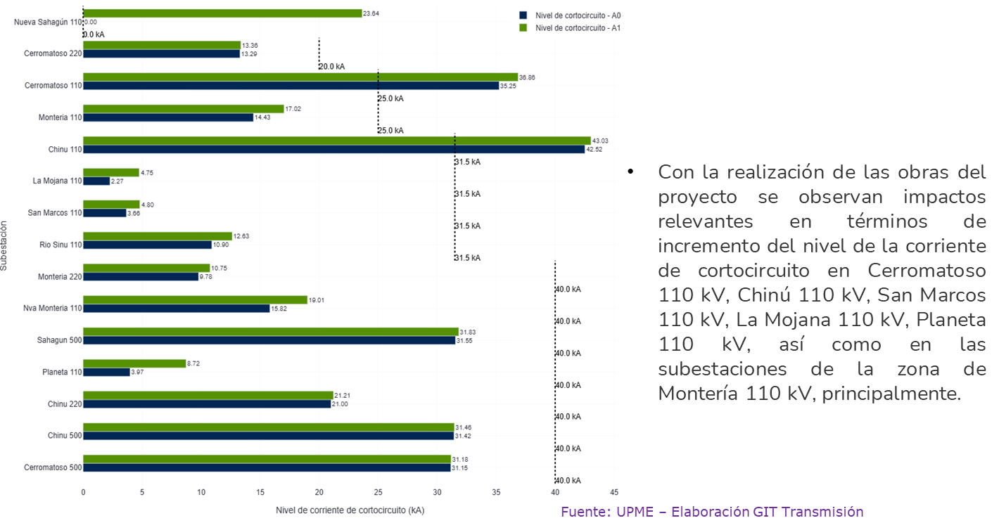 Nivel de cortocircuito - A0
Nivel de cortocircuito - A1
Subestación
Nueva Sahagún 110
23.64
0.00
0.0 kA
Cerromatoso 220
13.36
13.29
20.0 kA
Cerromatoso 110
36.86
35.25
25.0 kA
Monteria 110
17.02
14.43
25.0 kA
Chinu 110
43.03
42.52
31.5 kA
La Mojana 110
4.75
2.27
31.5 kA
San Marcos 110
4.80
3.66
31.5 kA
Rio Sinu 110
12.63
10.90
31.5 kA
Monteria 220
10.75
9.78
40.0 kA
Nva Monteria 110
19.01
15.82
40.0 kA
Sahagun 500
31.83
31.55
40.0 kA
Planeta 110
8.72
3.97
40.0 kA
Chinu 220
21.21
21.00
40.0 kA
Chinu 500
31.46
31.42
40.0 kA
Cerromatoso 500
31.18
31.15
40.0 kA
0 5 10 15 20 25 30 35 40 45
Nivel de corriente de cortocircuito (kA)
• Con la realización de las obras del
proyecto se observan impactos
relevantes en términos de
incremento del nivel de la corriente
de cortocircuito en Cerromatoso
110 kV, Chinú 110 kV, San Marcos
110 kV, La Mojana 110 kV, Planeta
110 kV, así como en las
subestaciones de la zona de
Montería 110 kV, principalmente.
Fuente: UPME – Elaboración GIT Transmisión